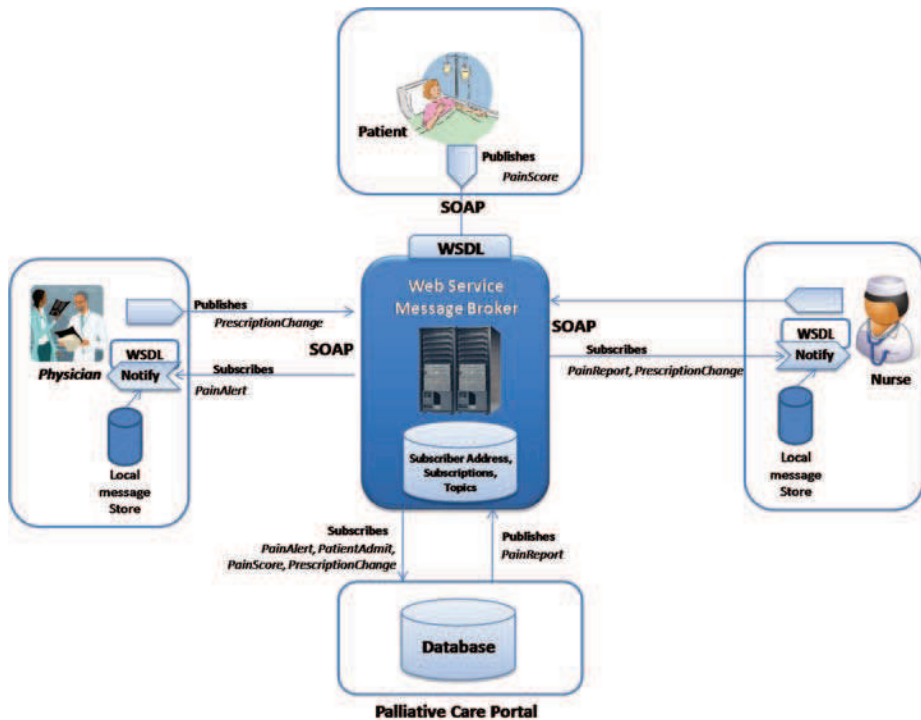 Patient
Publishes
PainScore
SOAP
WSDL
Web Service
Message Broker
Publishes
PrescriptionChange
SOAP
WSDL
Physician
Notify
Subscribes
PainAlert
Local
message
Store
SOAP
Subscribes
PainReport, PrescriptionChange
WSDL
Notify
Nurse
Local
message
Store
Subscriber Address,
Subscriptions,
Topics
Subscribes
PainAlert, PatientAdmit,
PainScore, PrescriptionChange
Publishes
PainReport
Database
Palliative Care Portal